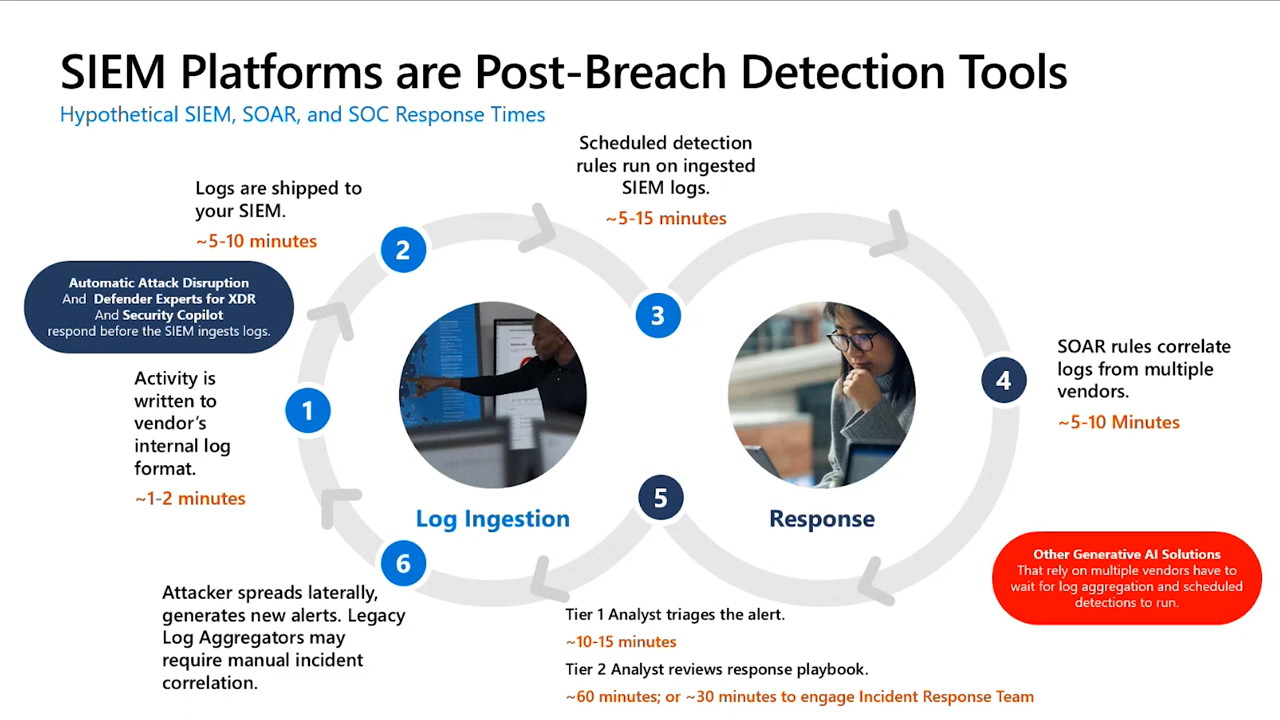 SIEM Platforms are Post-Breach Detection Tools
Hypothetical SIEM, SOAR, and SOC Response Times
Logs are shipped to
your SIEM.
~5-10 minutes
2
Scheduled detection
rules run on ingested
SIEM logs.
~5-15 minutes
3
Automatic Attack Disruption
And Defender Experts for XDR
And Security Copilot
respond before the SIEM ingests logs.
Activity is
written to
vendor's
internal log
format.
~1-2 minutes
1
SOAR rules correlate
logs from multiple
vendors.
~5-10 Minutes
4
Log Ingestion
Response
5
Tier 1 Analyst triages the alert.
~10-15 minutes
Tier 2 Analyst reviews response playbook.
~60 minutes; or ~30 minutes to engage Incident Response Team
6
Attacker spreads laterally,
generates new alerts. Legacy
Log Aggregators may
require manual incident
correlation.
Other Generative AI Solutions
That rely on multiple vendors have to
wait for log aggregation and scheduled
detections to run.